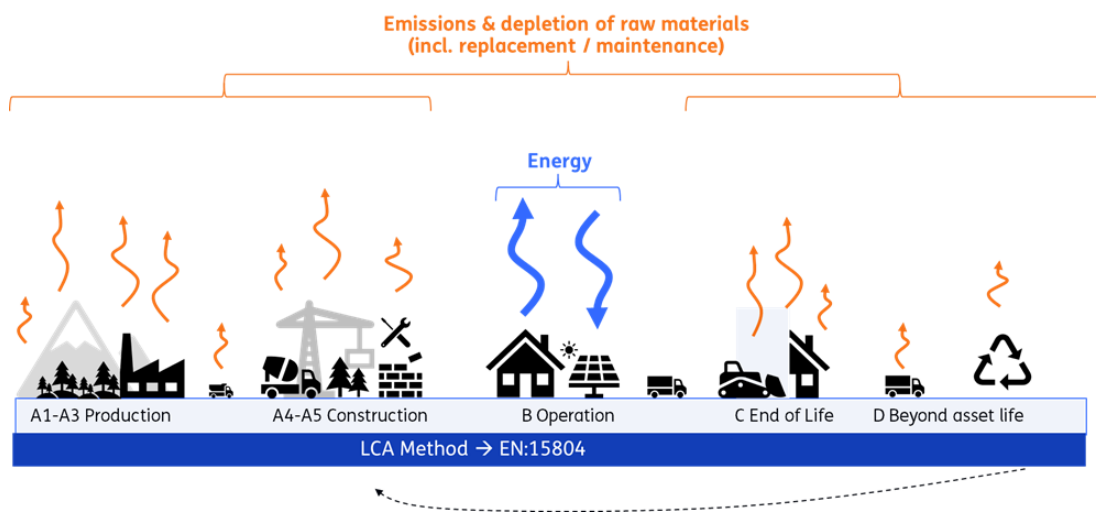 Emissions & depletion of raw materials
(incl. replacement / maintenance)
Energy
A1-A3 Production
A4-A5 Construction
B Operation
C End of Life
D Beyond asset life
LCA Method → EN:15804